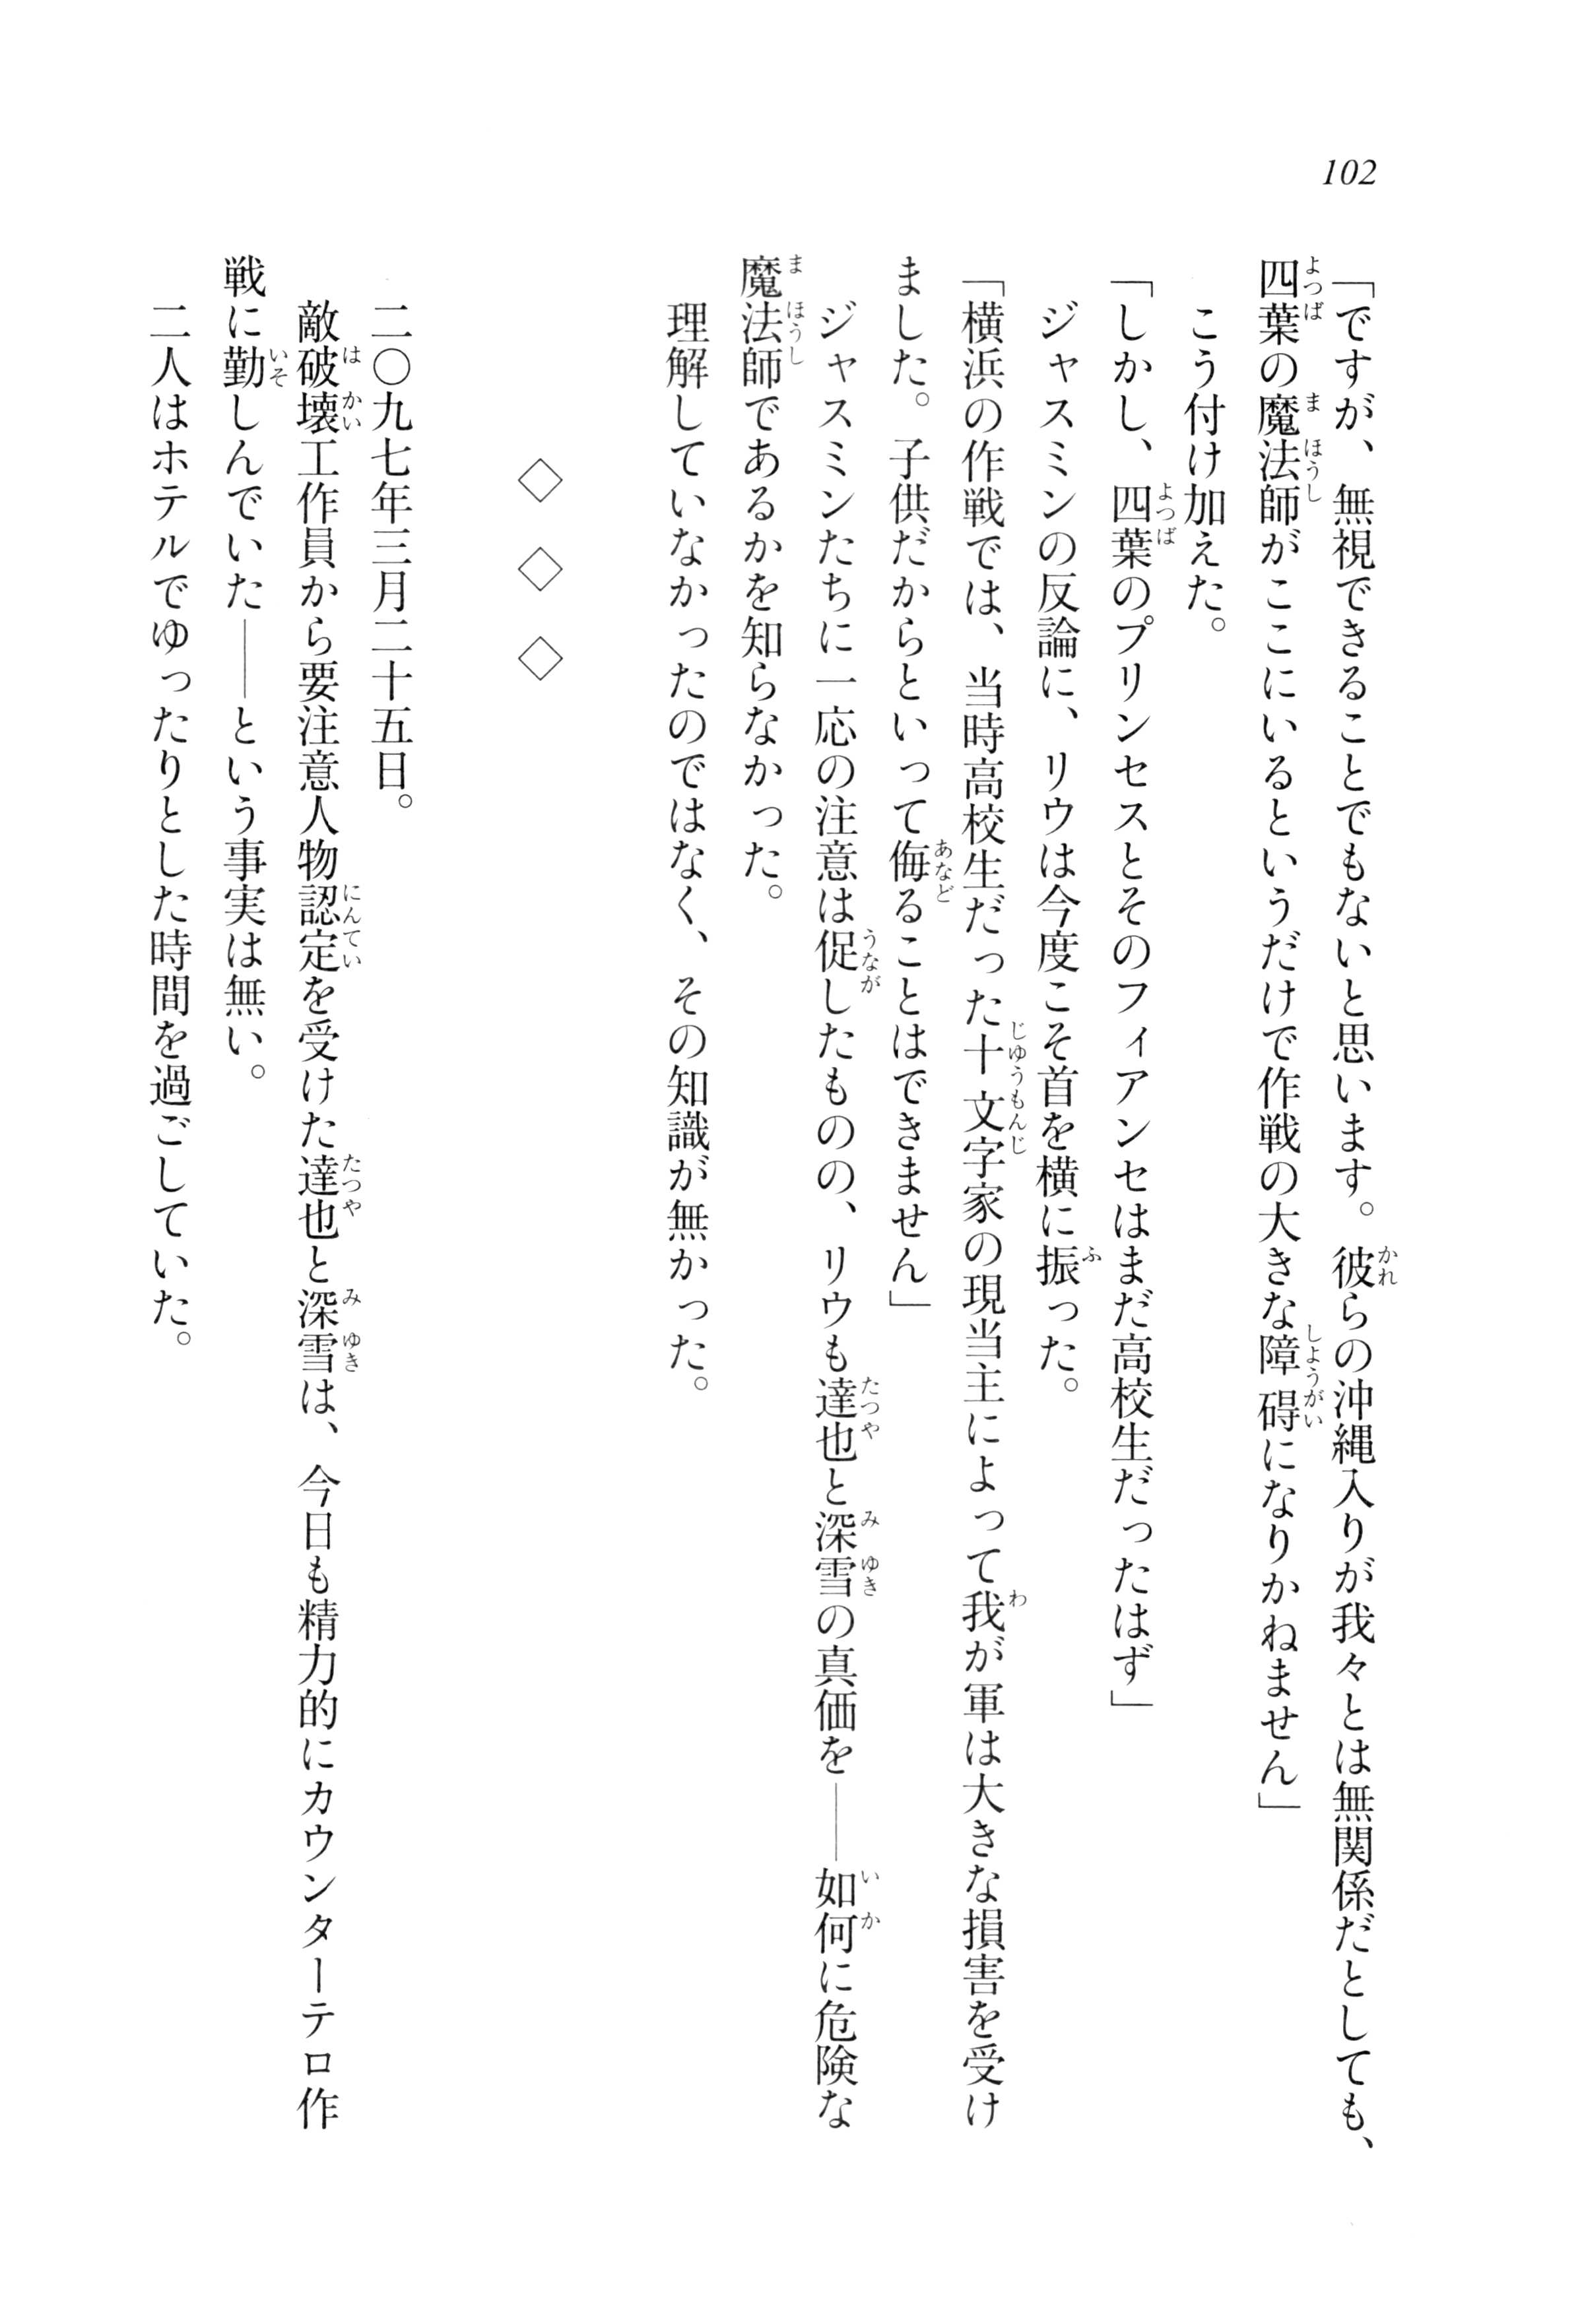 102
「ですが、無視できることでもないと思います。彼らの沖縄入りが我々とは無関係だとしても、
四葉の魔法師がここにいるというだけで作戦の大きな障碍になりかねません」
　こう付け加えた。
「しかし、四葉のプリンセスとそのフィアンセはまだ高校生だったはず」
　ジャスミンの反論に、リウは今度こそ首を横に振った。
「横浜の作戦では、当時高校生だった十文字家の現当主によって我が軍は大きな損害を受け
ました。子供だからといって侮ることはできません」
　ジャスミンたちに一応の注意は促したものの、リウも達也と深雪の真価を――如何に危険な
魔法師であるかを知らなかった。
　理解していなかったのではなく、その知識が無かった。
◇　◇　◇
　二〇九七年三月二十五日。
　敵破壊工作員から要注意人物認定を受けた達也と深雪は、今日も精力的にカウンターテロ作
戦に勤しんでいた――という事実は無い。
　二人はホテルでゆったりとした時間を過ごしていた。